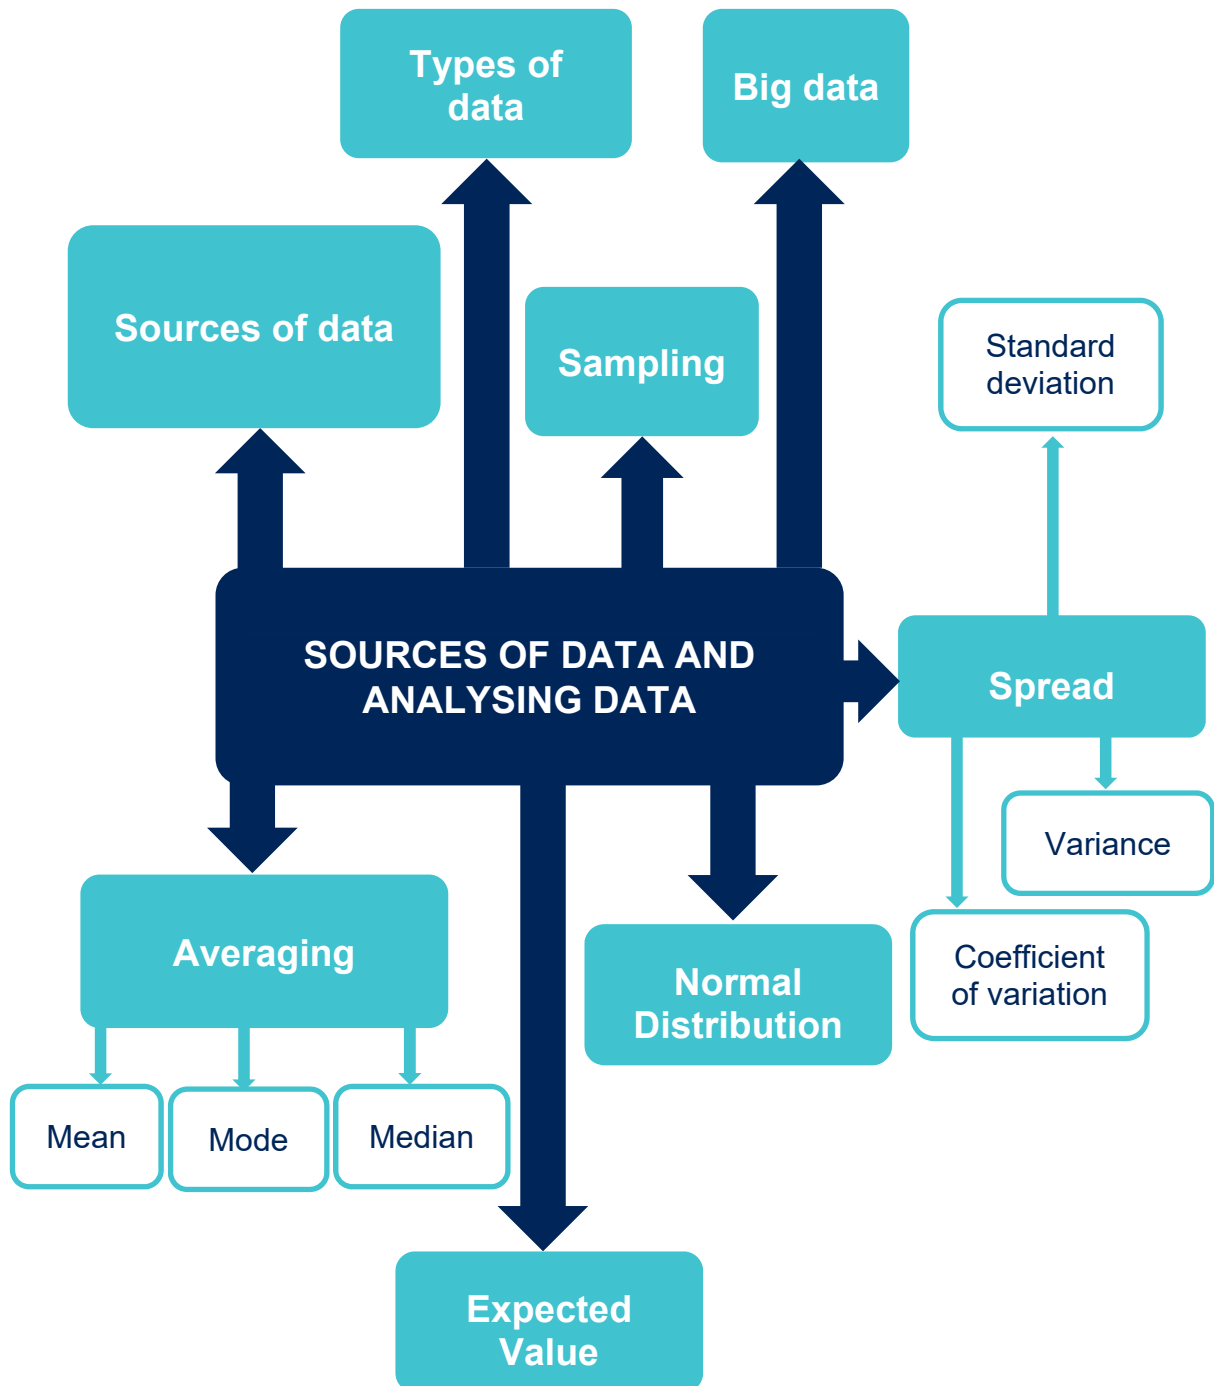 Types of
data
Big data
Sources of data
Sampling
Standard
deviation
SOURCES OF DATA AND
ANALYSING DATA
Spread
Variance
Averaging
Normal
Distribution
Coefficient
of variation
Mean
Mode
Median
Expected
Value